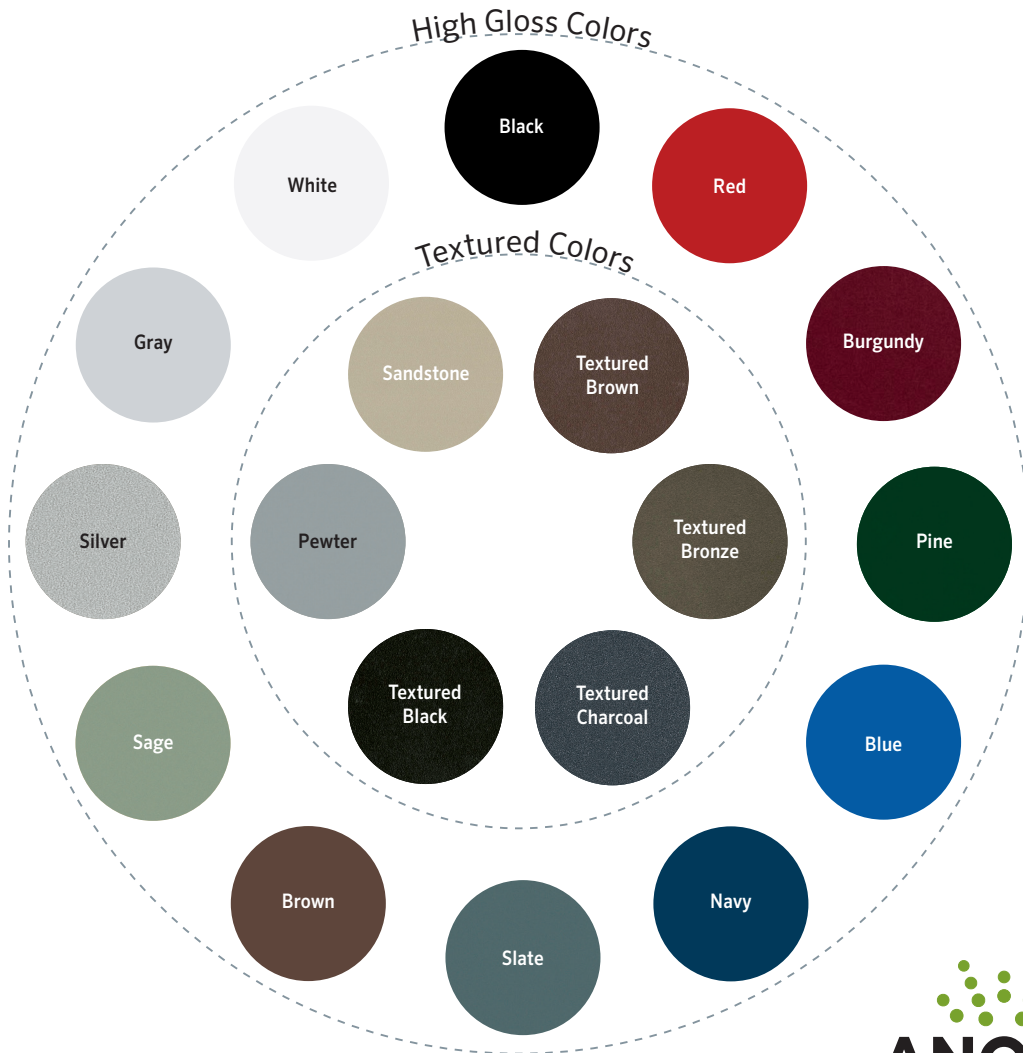 High Gloss Colors
Black
White
Red
Textured Colors
Gray
Burgundy
Sandstone
Textured
Brown
Silver
Pewter
Textured
Bronze
Pine
Textured
Black
Textured
Charcoal
Sage
Blue
Brown
Navy
Slate